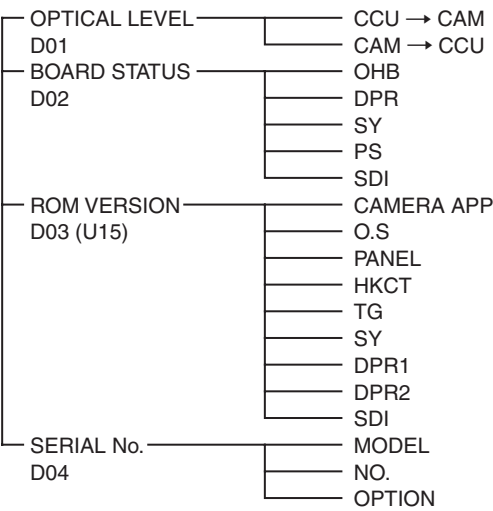 OPTICAL LEVEL CCU → CAM
D01 CAM → CCU
BOARD STATUS OHB
D02 DPR
SY
PS
SDI
ROM VERSION CAMERA APP
D03 (U15) O.S
PANEL
HKCT
TG
SY
DPR1
DPR2
SDI
SERIAL No. MODEL
D04 NO.
OPTION